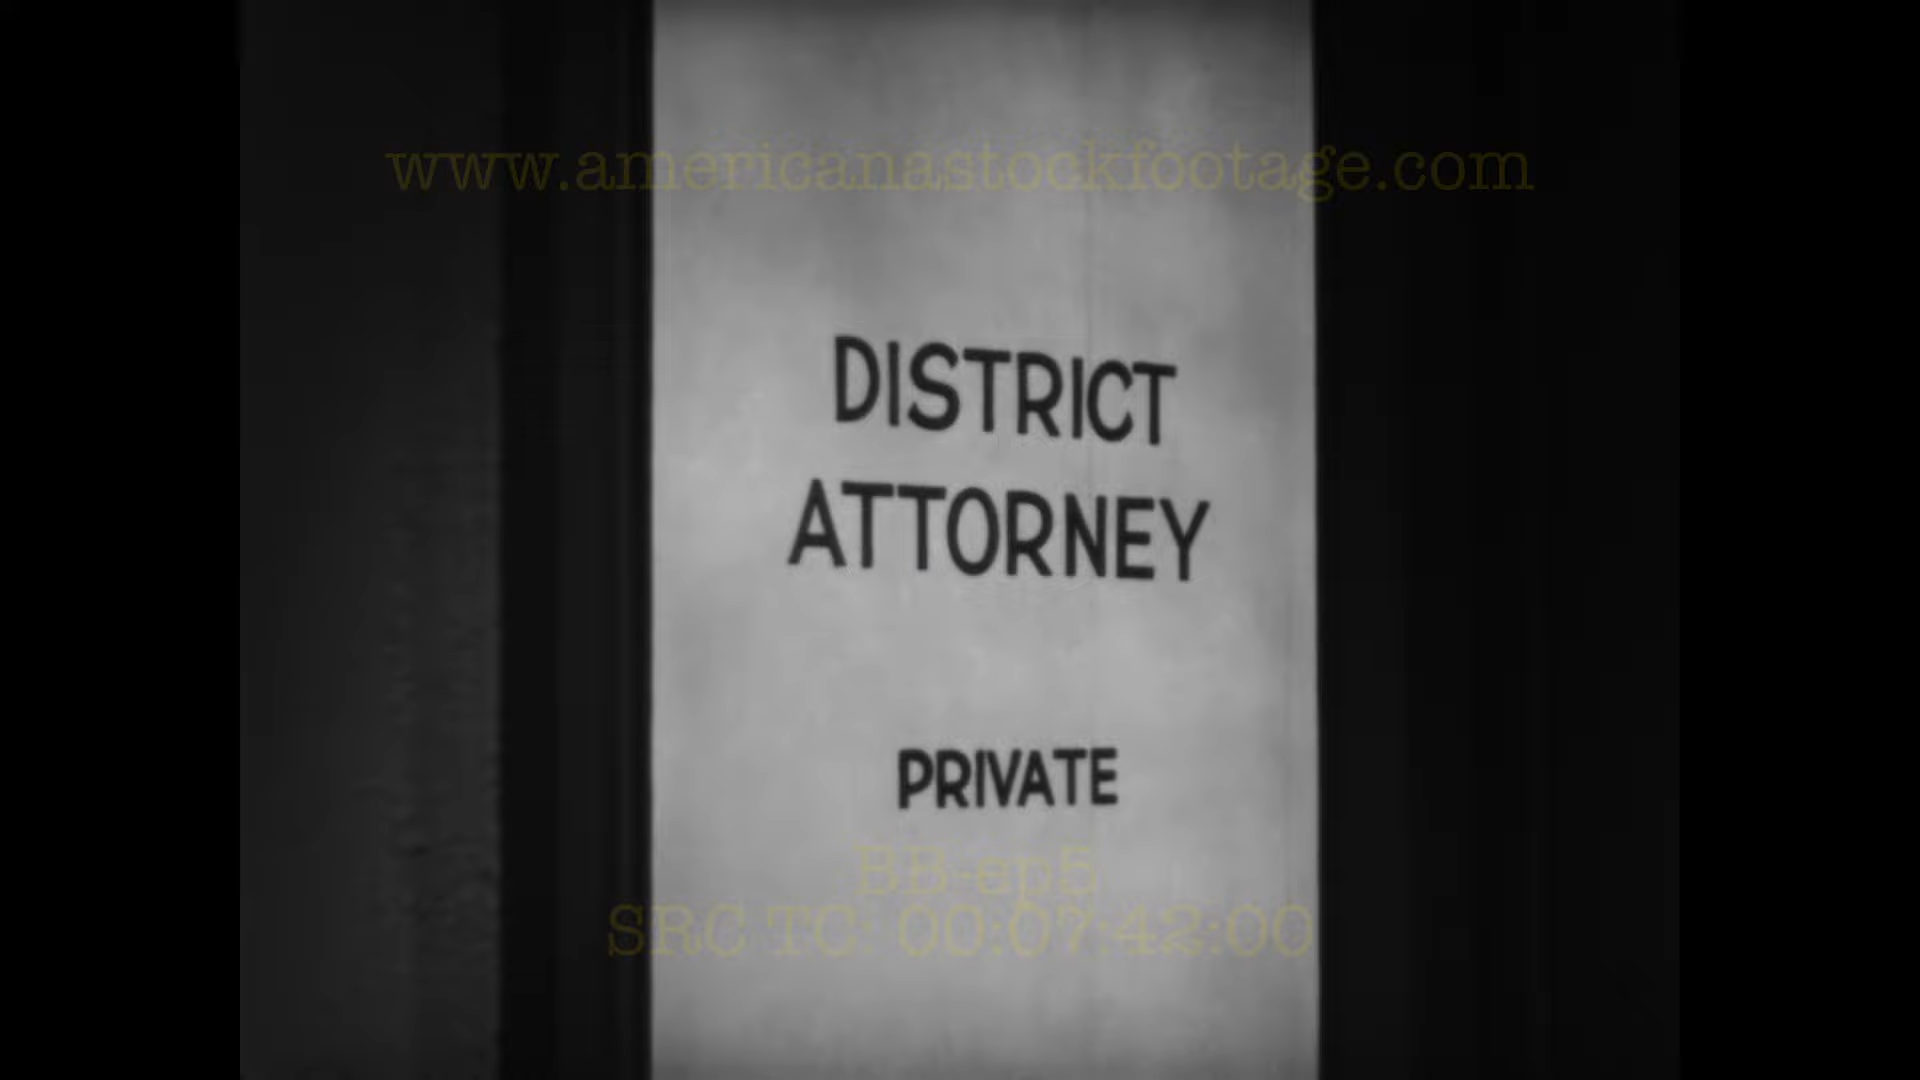 www.americanastockfootage.com
DISTRICT
ATTORNEY
PRIVATE
BB-ep5
SRC TC: 00:07:42:00